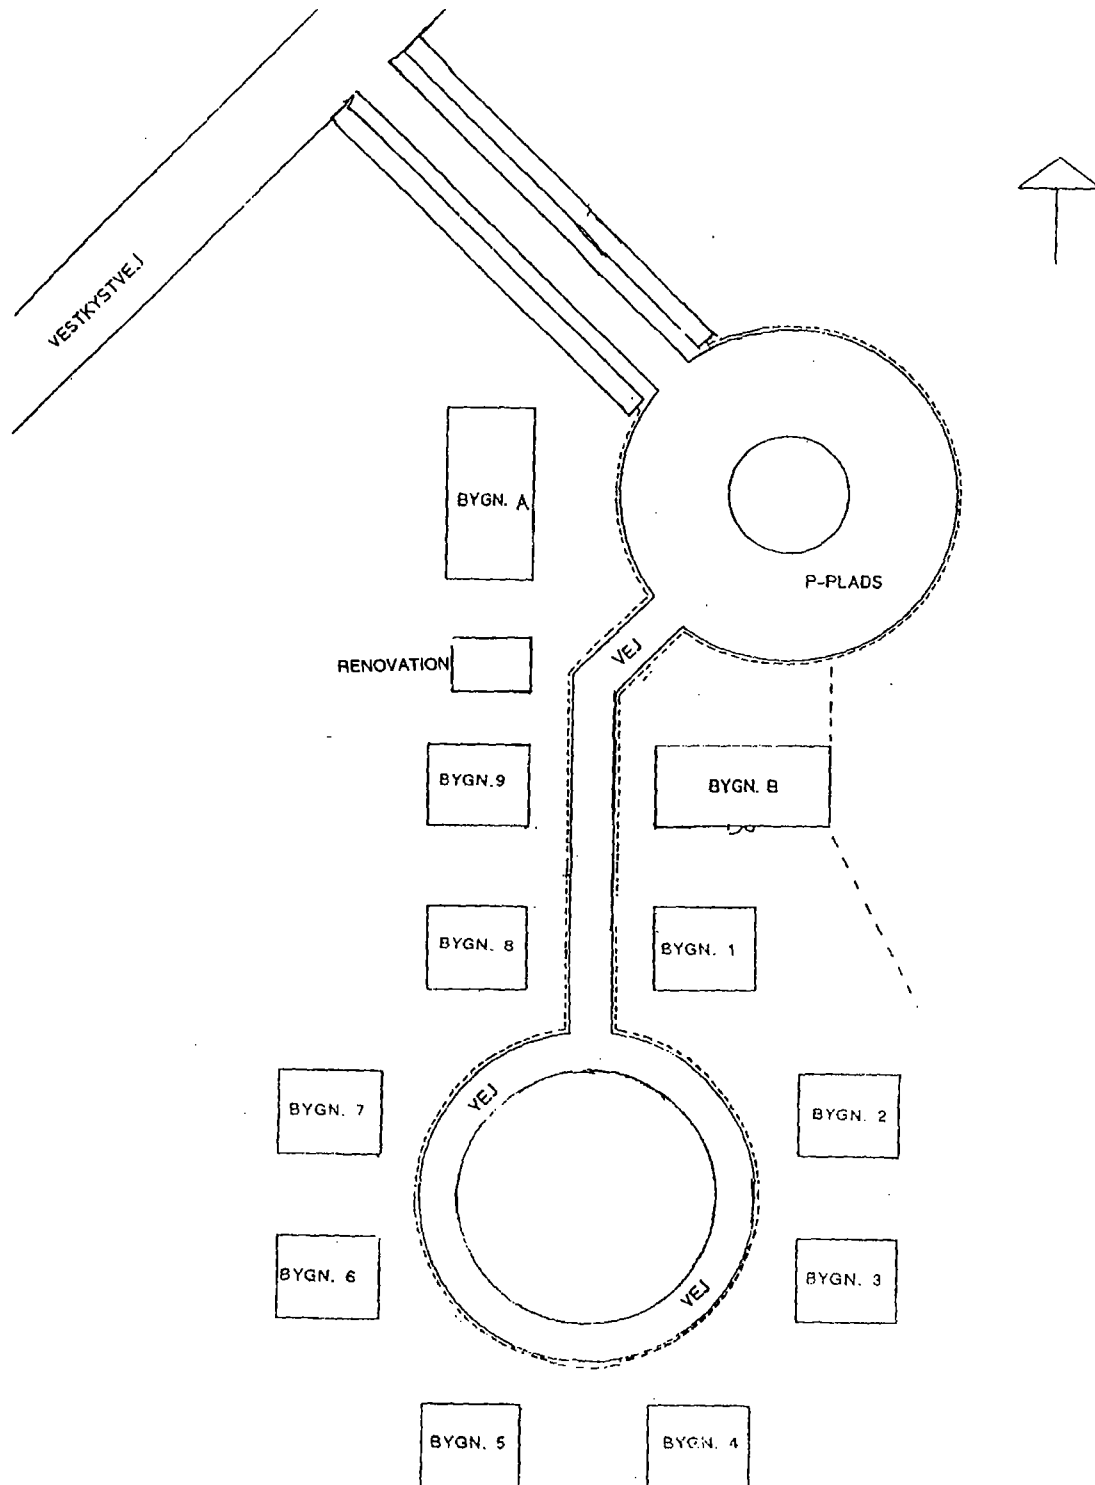 VESTKYSTVEJ
BYGN. A
P-PLADS
VEJ
RENOVATION
BYGN.9
BYGN. B
BYGN. 8
BYGN. 1
VEJ
BYGN. 7
BYGN. 2
BYGN. 6
BYGN. 3
VEJ
BYGN. 5
BYGN. 4